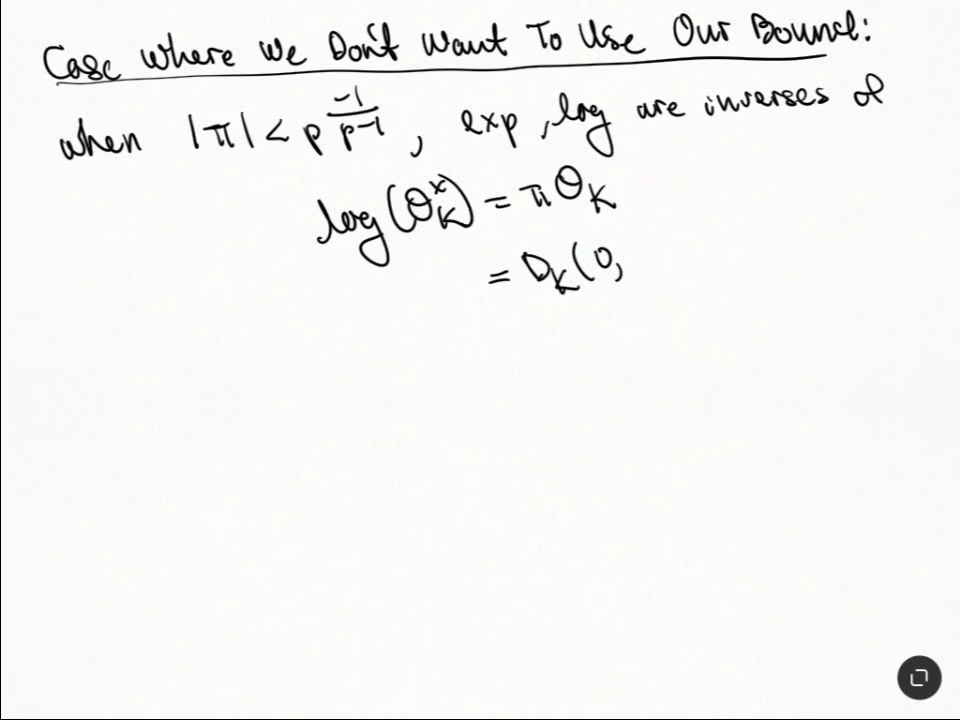 Case Where We Don't Want To Use Our Bound:
when |π| < p^{-1/(p-1)}, exp, log are inverses of
log(O_K^×) = πO_K
= D_K(0,